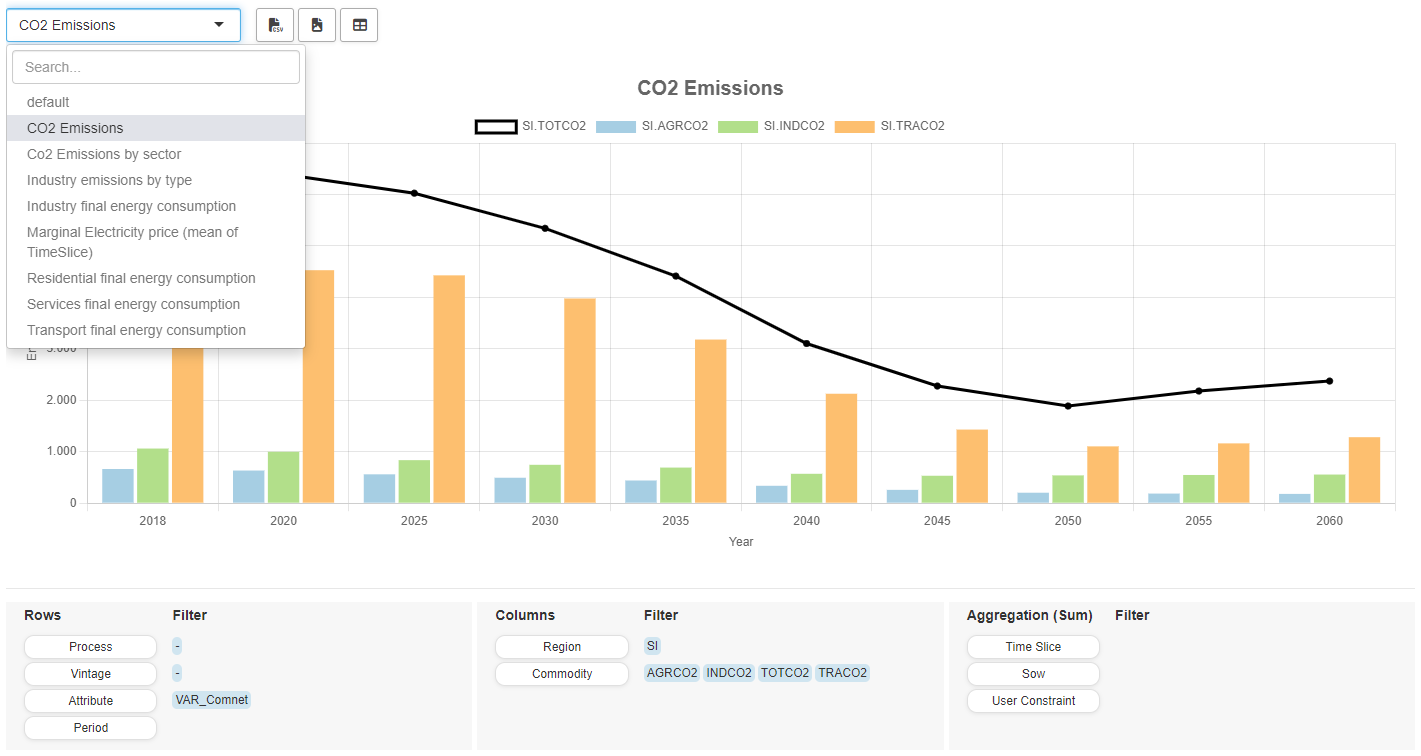 CO2 Emissions
CSV
Search...
default
CO2 Emissions
Co2 Emissions by sector
Industry emissions by type
Industry final energy consumption
Marginal Electricity price (mean of
TimeSlice)
Residential final energy consumption
Services final energy consumption
Transport final energy consumption
CO2 Emissions
SI.TOTCO2 SI.AGRCO2 SI.INDCO2 SI.TRACO2
3.000
2.000
1.000
0
2018 2020 2025 2030 2035 2040 2045 2050 2055 2060
Year
Rows Filter
Process -
Vintage -
Attribute VAR_Comnet
Period
Columns Filter
Region SI
Commodity AGRCO2 INDCO2 TOTCO2 TRACO2
Aggregation (Sum) Filter
Time Slice
Sow
User Constraint